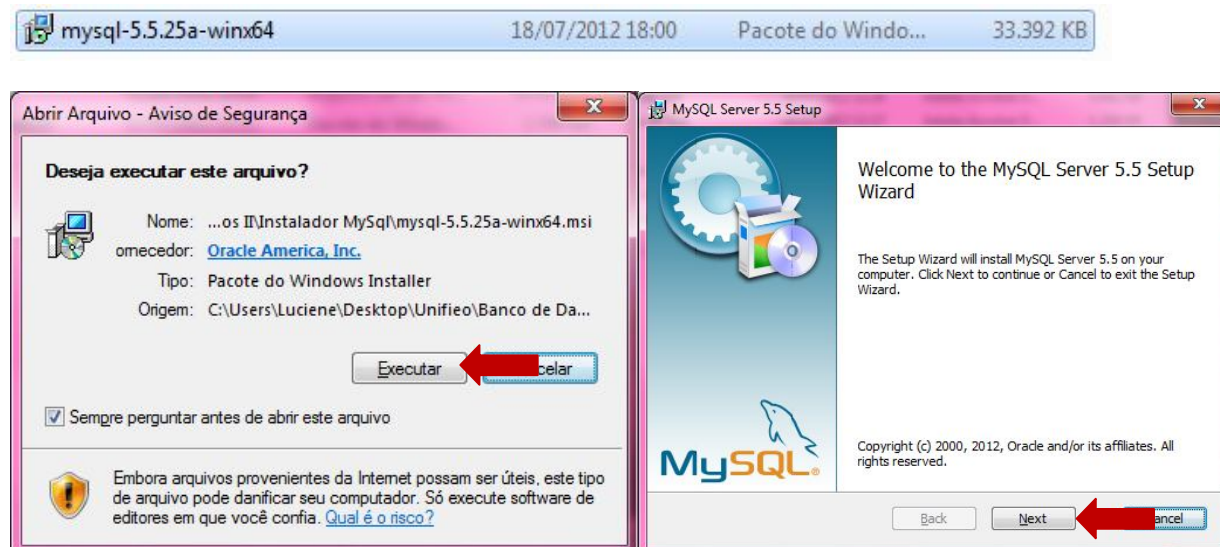 mysql-5.5.25a-winx64 18/07/2012 18:00 Pacote do Windo... 33.392 KB
Abrir Arquivo - Aviso de Segurança
Deseja executar este arquivo?
Nome: ...os II\Instalador MySql\mysql-5.5.25a-winx64.msi
omecedor: Oracle America, Inc.
Tipo: Pacote do Windows Installer
Origem: C:\Users\Luciene\Desktop\Unifieo\Banco de Da...
Executar celar
Sempre perguntar antes de abrir este arquivo
Embora arquivos provenientes da Internet possam ser úteis, este tipo
de arquivo pode danificar seu computador. Só execute software de
editores em que você confia. Qual é o risco?
MySQL Server 5.5 Setup
Welcome to the MySQL Server 5.5 Setup
Wizard
The Setup Wizard will install MySQL Server 5.5 on your
computer. Click Next to continue or Cancel to exit the Setup
Wizard.
Copyright (c) 2000, 2012, Oracle and/or its affiliates. All
rights reserved.
MySQL®
Back Next ancel